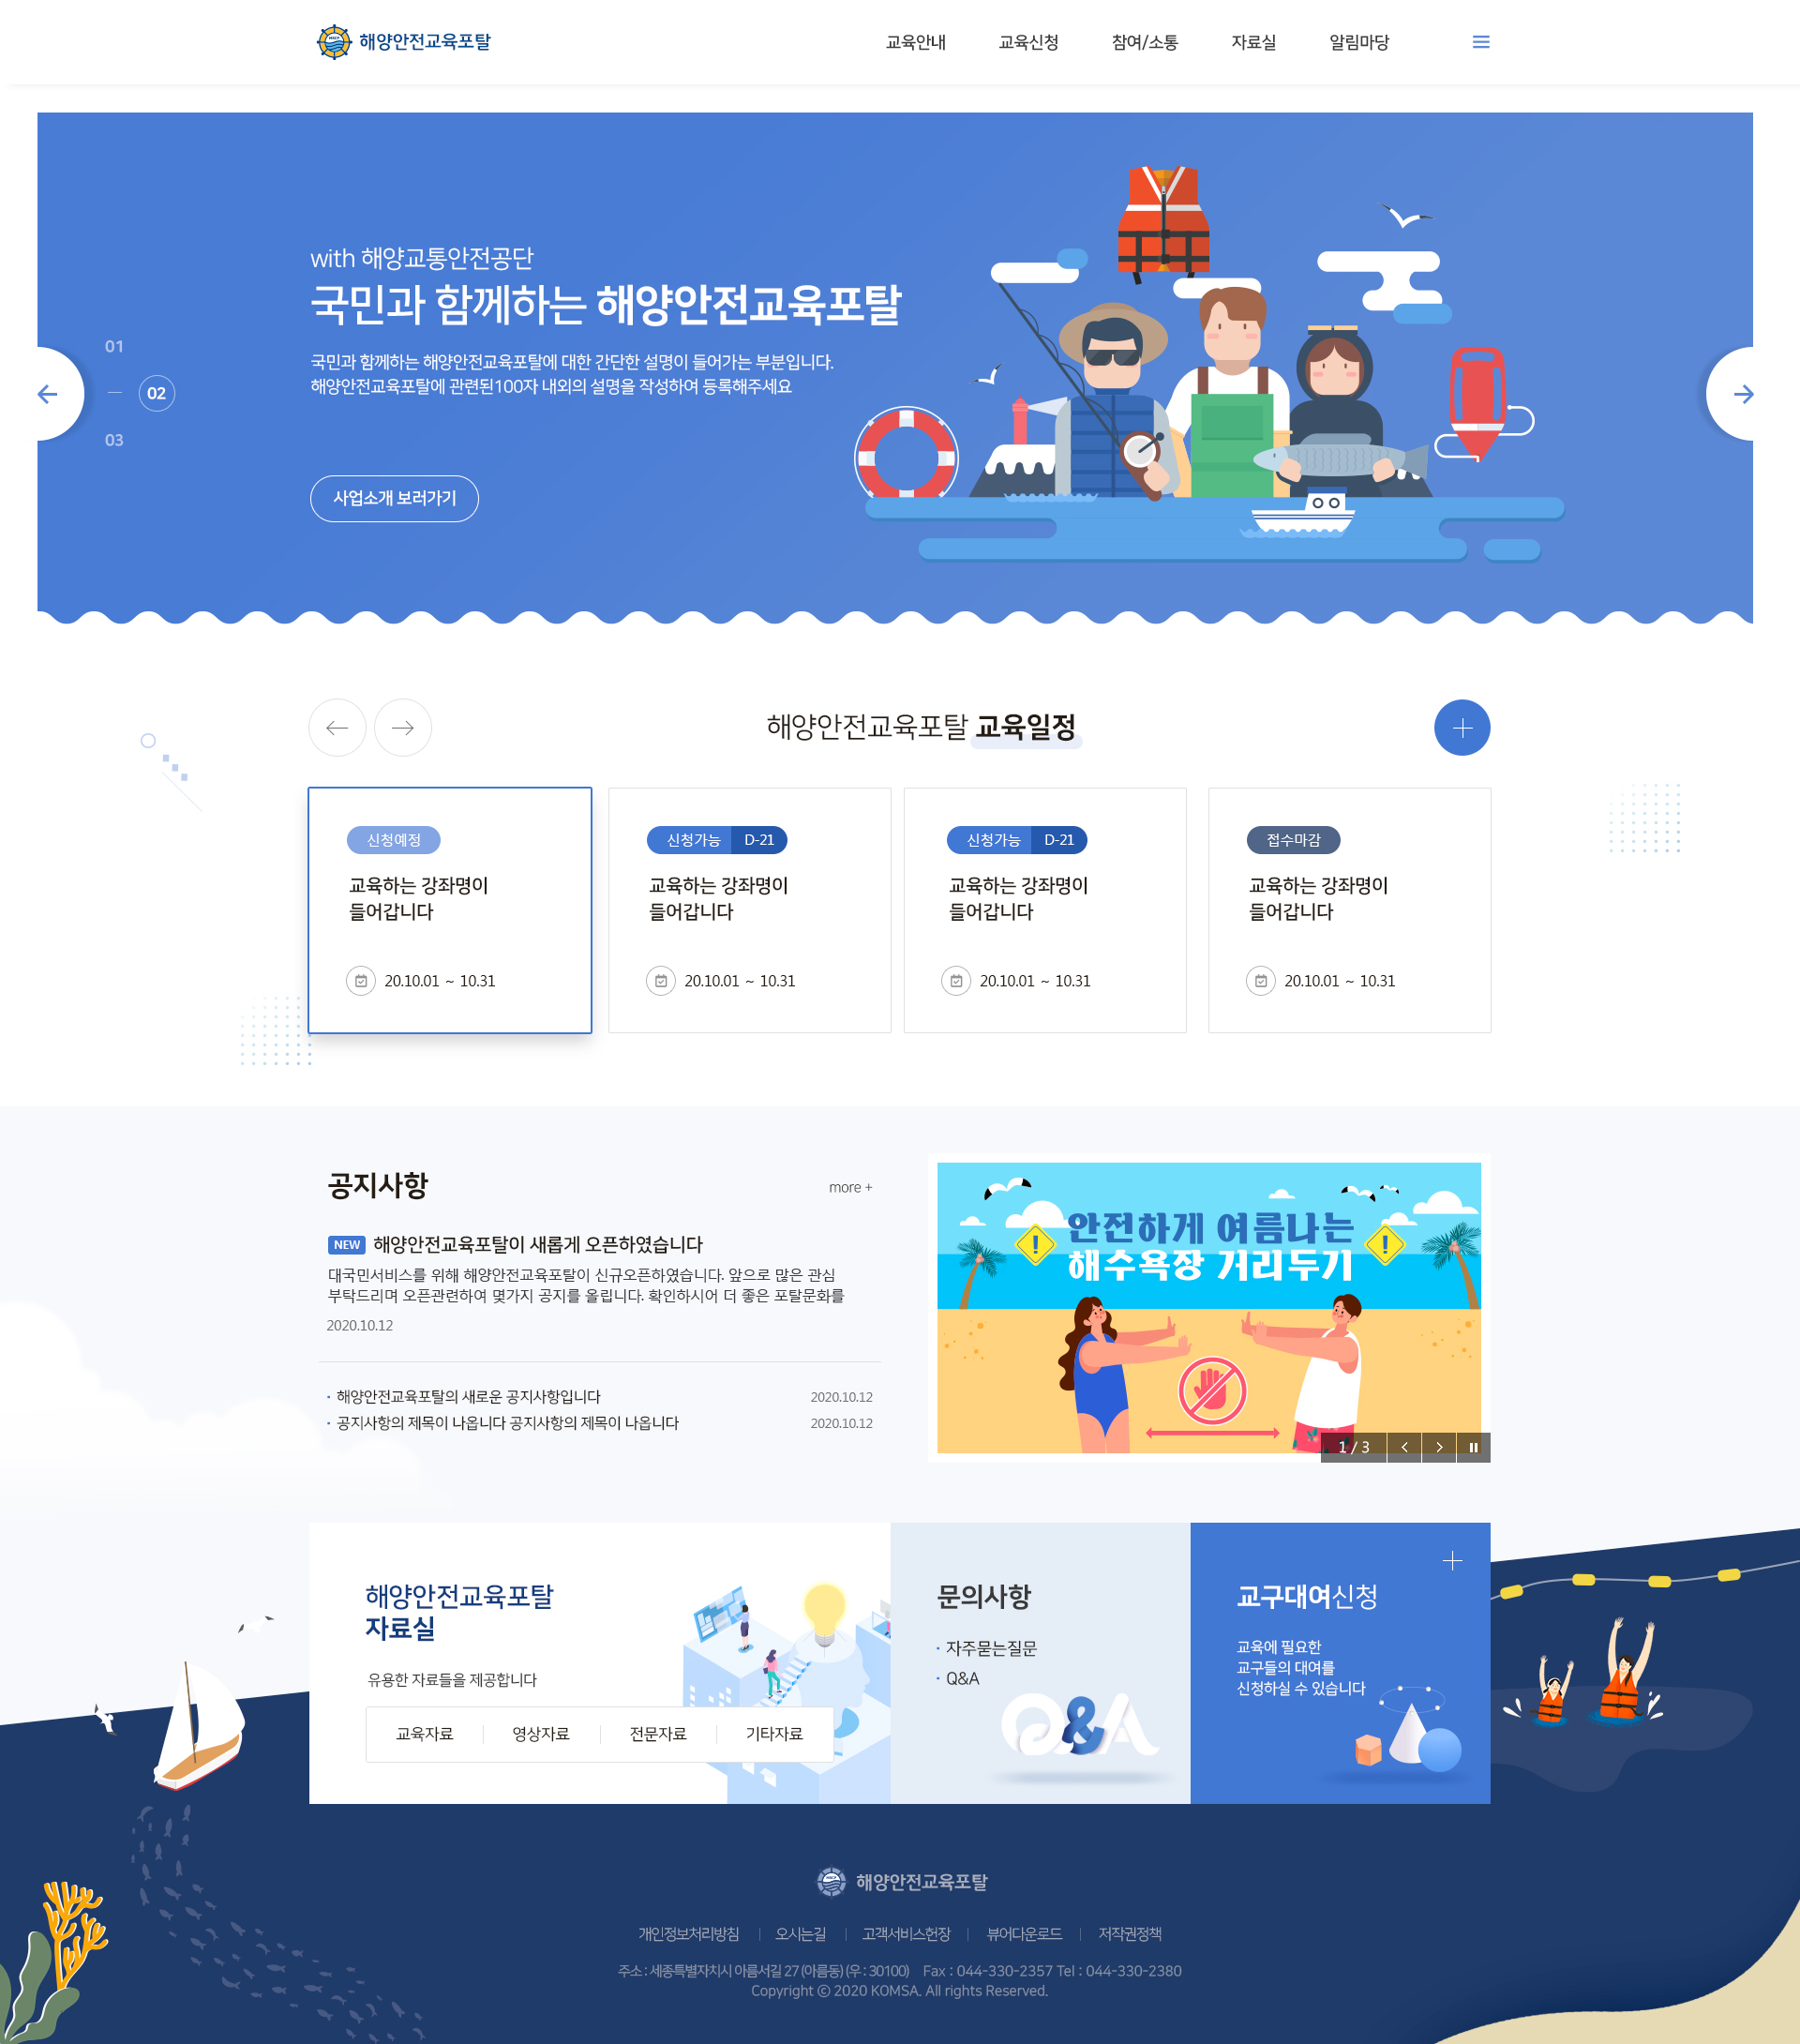 해양안전교육포탈
교육안내 교육신청 참여/소통 자료실 알림마당
with 해양교통안전공단
국민과 함께하는 해양안전교육포탈
국민과 함께하는 해양안전교육포탈에 대한 간단한 설명이 들어가는 부분입니다.
해양안전교육포탈에 관련된100자 내외의 설명을 작성하여 등록해주세요
01
02
03
사업소개 보러가기
해양안전교육포탈 교육일정
신청예정
교육하는 강좌명이
들어갑니다
20.10.01 ~ 10.31
신청가능 D-21
교육하는 강좌명이
들어갑니다
20.10.01 ~ 10.31
신청가능 D-21
교육하는 강좌명이
들어갑니다
20.10.01 ~ 10.31
접수마감
교육하는 강좌명이
들어갑니다
20.10.01 ~ 10.31
공지사항
more +
NEW 해양안전교육포탈이 새롭게 오픈하였습니다
대국민서비스를 위해 해양안전교육포탈이 신규오픈하였습니다. 앞으로 많은 관심
부탁드리며 오픈관련하여 몇가지 공지를 올립니다. 확인하시어 더 좋은 포탈문화를
2020.10.12
해양안전교육포탈의 새로운 공지사항입니다 2020.10.12
공지사항의 제목이 나옵니다 공지사항의 제목이 나옵니다 2020.10.12
안전하게 여름나는
해수욕장 거리두기
1 / 3
해양안전교육포탈
자료실
유용한 자료들을 제공합니다
교육자료 영상자료 전문자료 기타자료
문의사항
자주묻는질문
Q&A
Q&A
교구대여신청
교육에 필요한
교구들의 대여를
신청하실 수 있습니다
해양안전교육포탈
개인정보처리방침 오시는길 고객서비스헌장 뷰어다운로드 저작권정책
주소 : 세종특별자치시 아름서길 27 (아름동) (우 : 30100) Fax : 044-330-2357 Tel : 044-330-2380
Copyright ⓒ 2020 KOMSA. All rights Reserved.